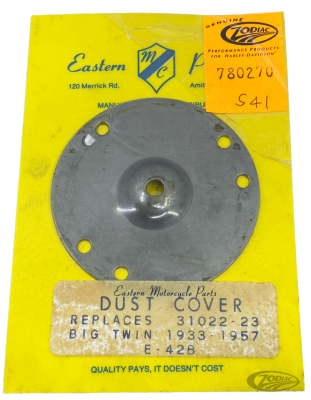 GENUINE
ZODIAC
PERFORMANCE PRODUCTS
FOR HARLEY-DAVIDSON
780270
S41
Eastern
M
C
P
120 Merrick Rd.
Amit
MANU
Eastern Motorcycle Parts
DUST COVER
REPLACES 31022-23
BIG TWIN 1933-1957
E-428
QUALITY PAYS, IT DOESN'T COST
ZODIAC